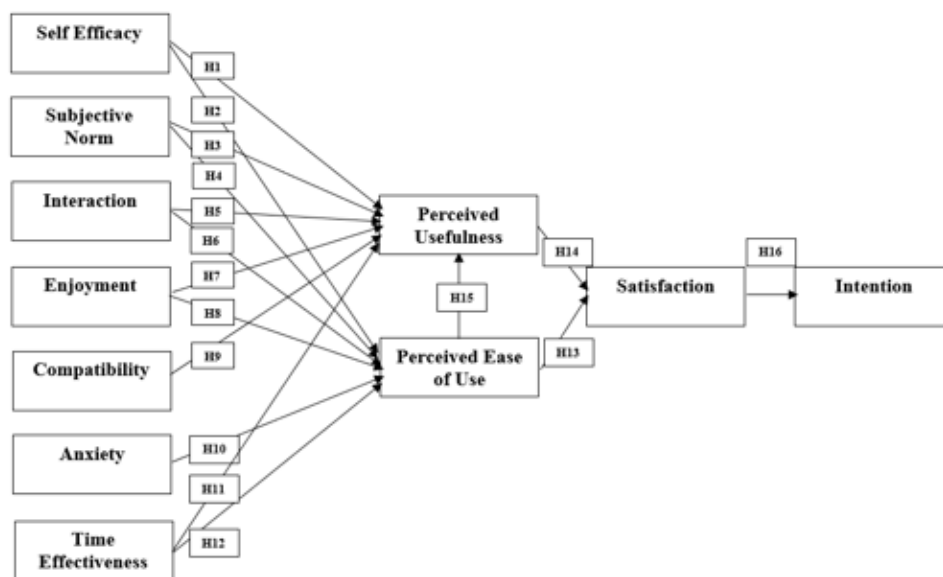 Self Efficacy
H1
H2
Subjective
Norm
H3
H4
Interaction
H5
H6
Perceived
Usefulness
H14
H16
Enjoyment
H7
H8
H15
Satisfaction
Intention
H9
H13
Compatibility
Perceived Ease
of Use
Anxiety
H10
H11
Time
Effectiveness
H12